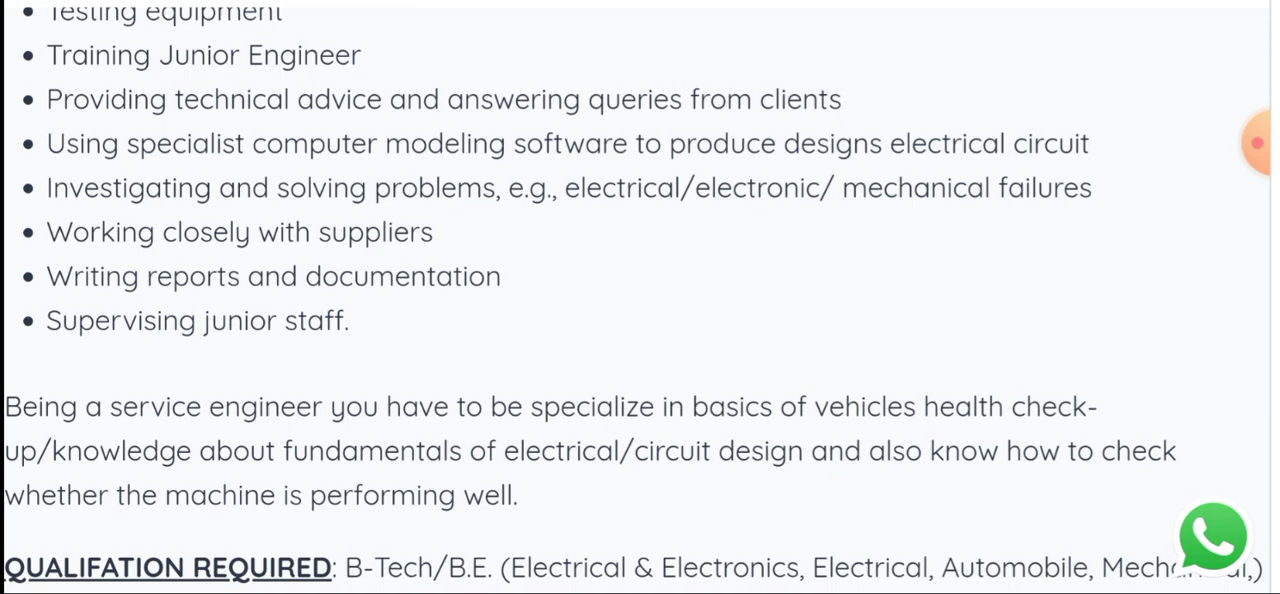 Testing equipment
Training Junior Engineer
Providing technical advice and answering queries from clients
Using specialist computer modeling software to produce designs electrical circuit
Investigating and solving problems, e.g., electrical/electronic/ mechanical failures
Working closely with suppliers
Writing reports and documentation
Supervising junior staff.
Being a service engineer you have to be specialize in basics of vehicles health check-
up/knowledge about fundamentals of electrical/circuit design and also know how to check
whether the machine is performing well.
QUALIFATION REQUIRED: B-Tech/B.E. (Electrical & Electronics, Electrical, Automobile,